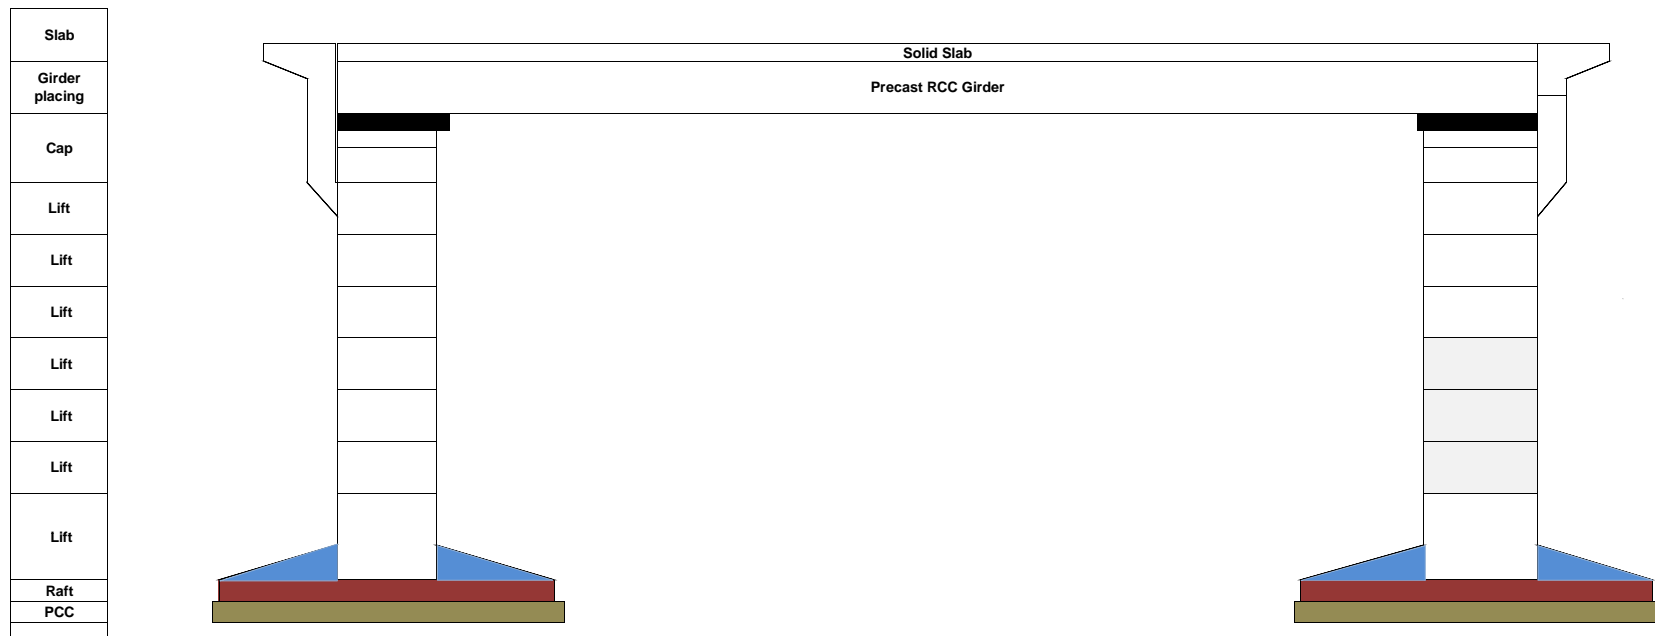 Slab
Girder
placing
Cap
Lift
Lift
Lift
Lift
Lift
Lift
Lift
Raft
PCC
Solid Slab
Precast RCC Girder